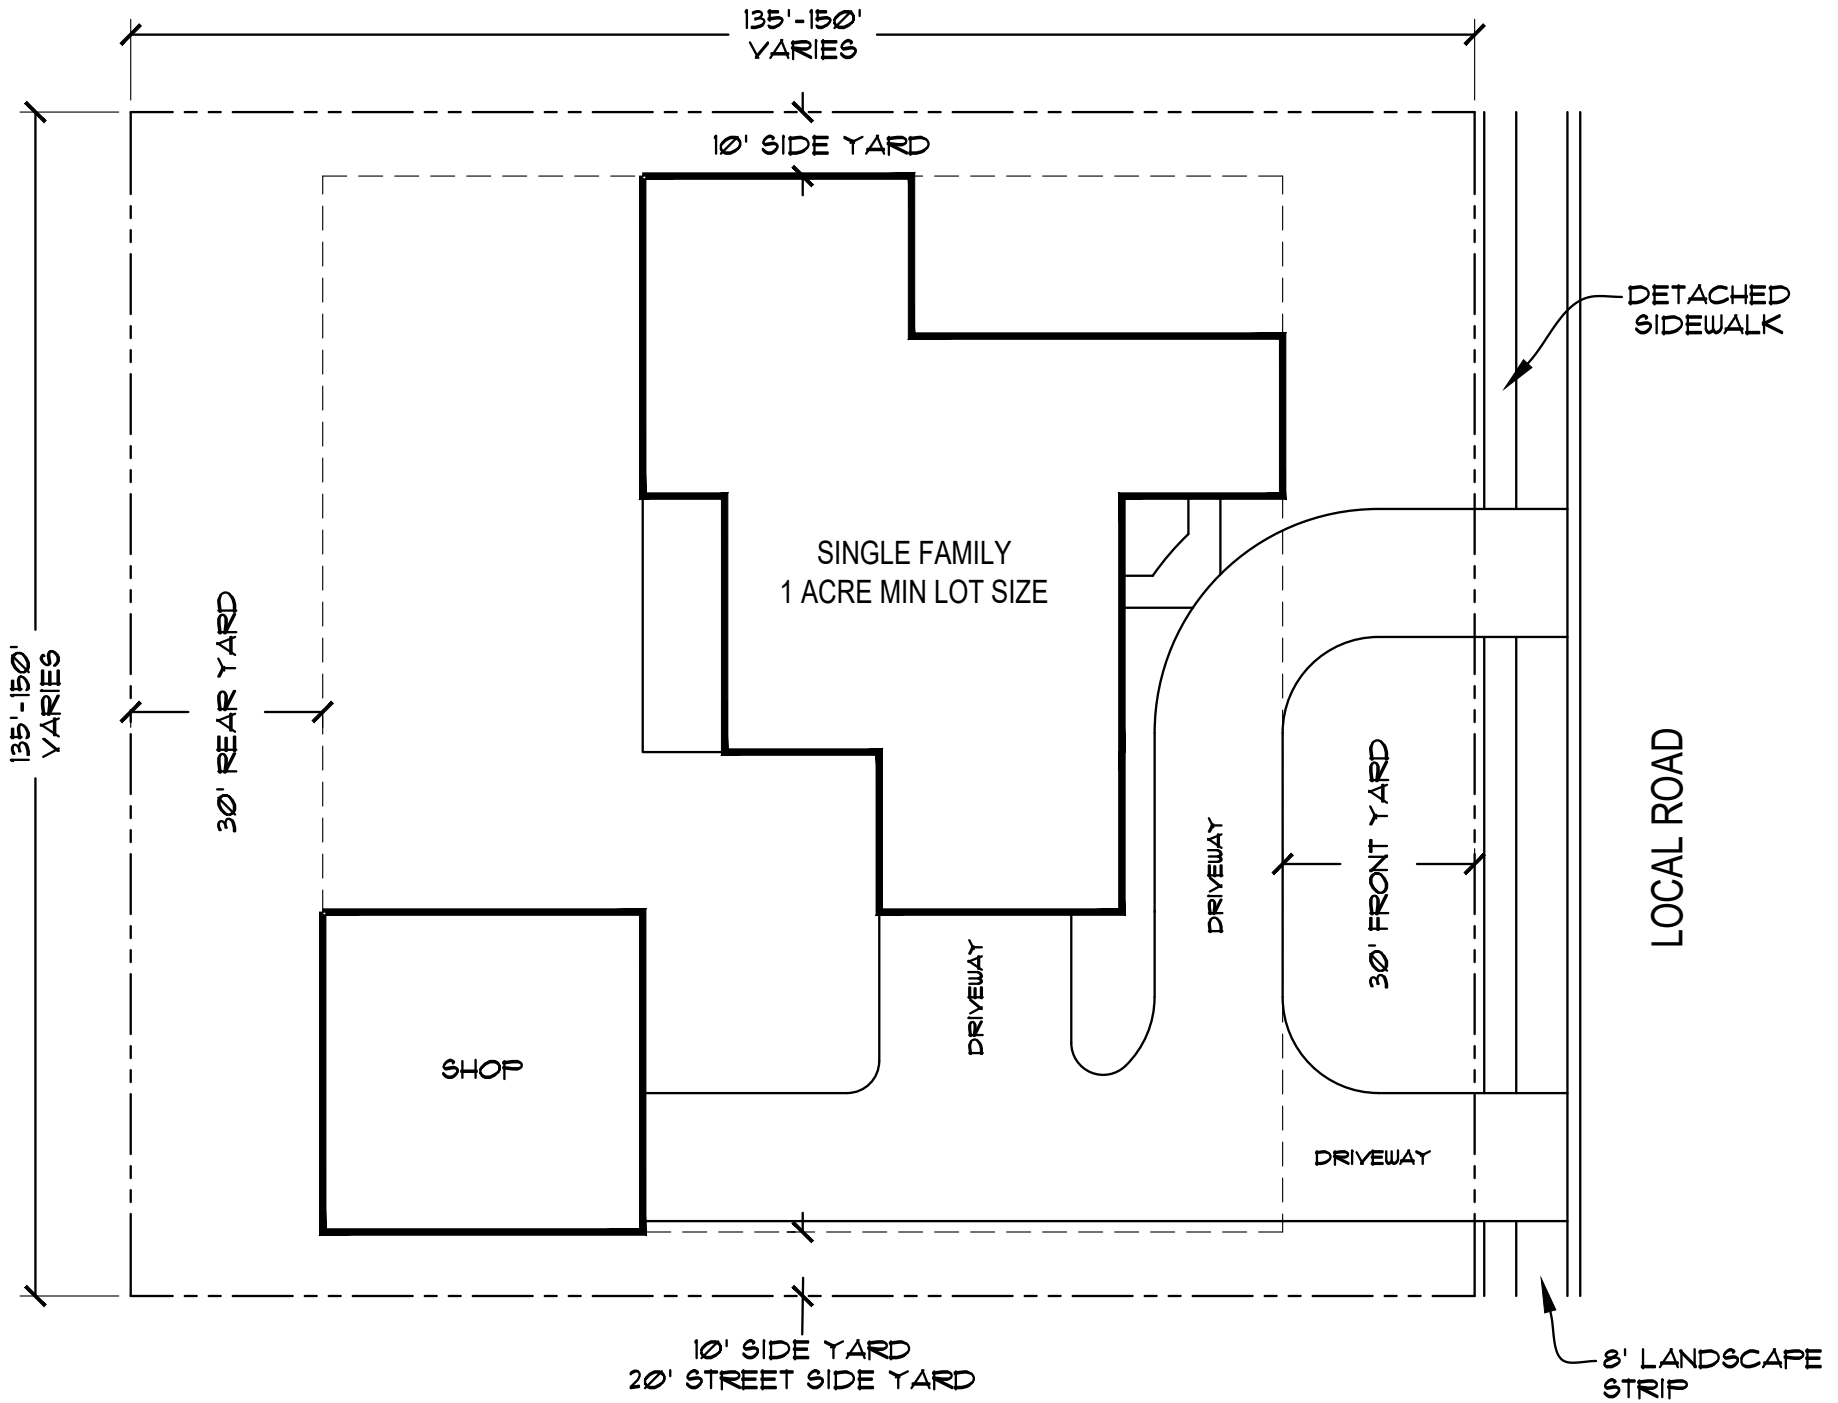 135'-150'
VARIES
10' SIDE YARD
DETACHED
SIDEWALK
SINGLE FAMILY
1 ACRE MIN LOT SIZE
135'-150'
VARIES
30' REAR YARD
DRIVEWAY
30' FRONT YARD
LOCAL ROAD
DRIVEWAY
SHOP
DRIVEWAY
10' SIDE YARD
20' STREET SIDE YARD
8' LANDSCAPE
STRIP